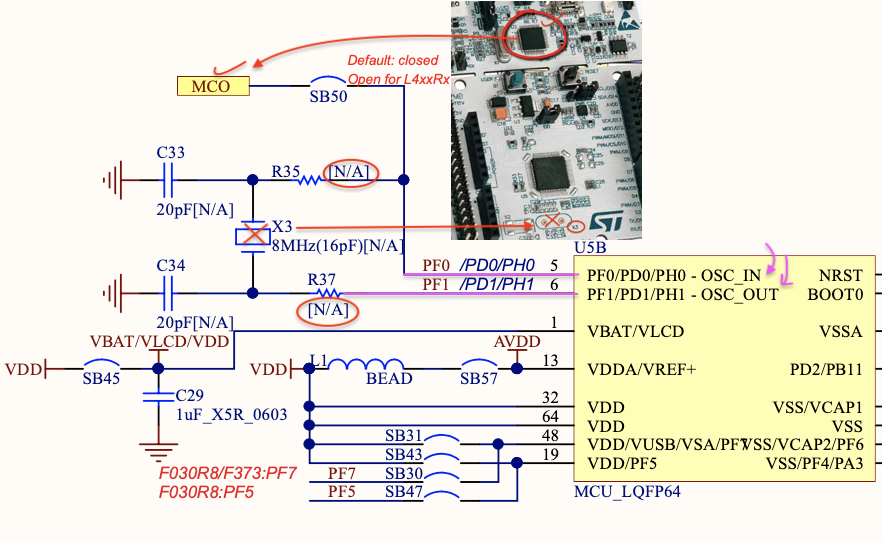 MCO
Default: closed
Open for L4xxRx
SB50
C33
20pF[N/A]
R35
[N/A]
X3
8MHz(16pF)[N/A]
C34
20pF[N/A]
R37
[N/A]
ST
U5B
PF0 /PD0/PH0 5
PF1 /PD1/PH1 6
PF0/PD0/PH0 - OSC_IN
PF1/PD1/PH1 - OSC_OUT
NRST
BOOT0
1
VBAT/VLCD
VSSA
VBAT/VLCD/VDD
VDD
SB45
C29
1uF_X5R_0603
VDD
L1
BEAD
SB57
AVDD
13
VDDA/VREF+
PD2/PB11
32
VDD
VSS/VCAP1
64
VDD
VSS
SB31
48
VDD/VUSB/VSA/PF7
VSS/VCAP2/PF6
SB43
19
VDD/PF5
VSS/PF4/PA3
PF7
SB30
PF5
SB47
F030R8/F373:PF7
F030R8:PF5
MCU_LQFP64